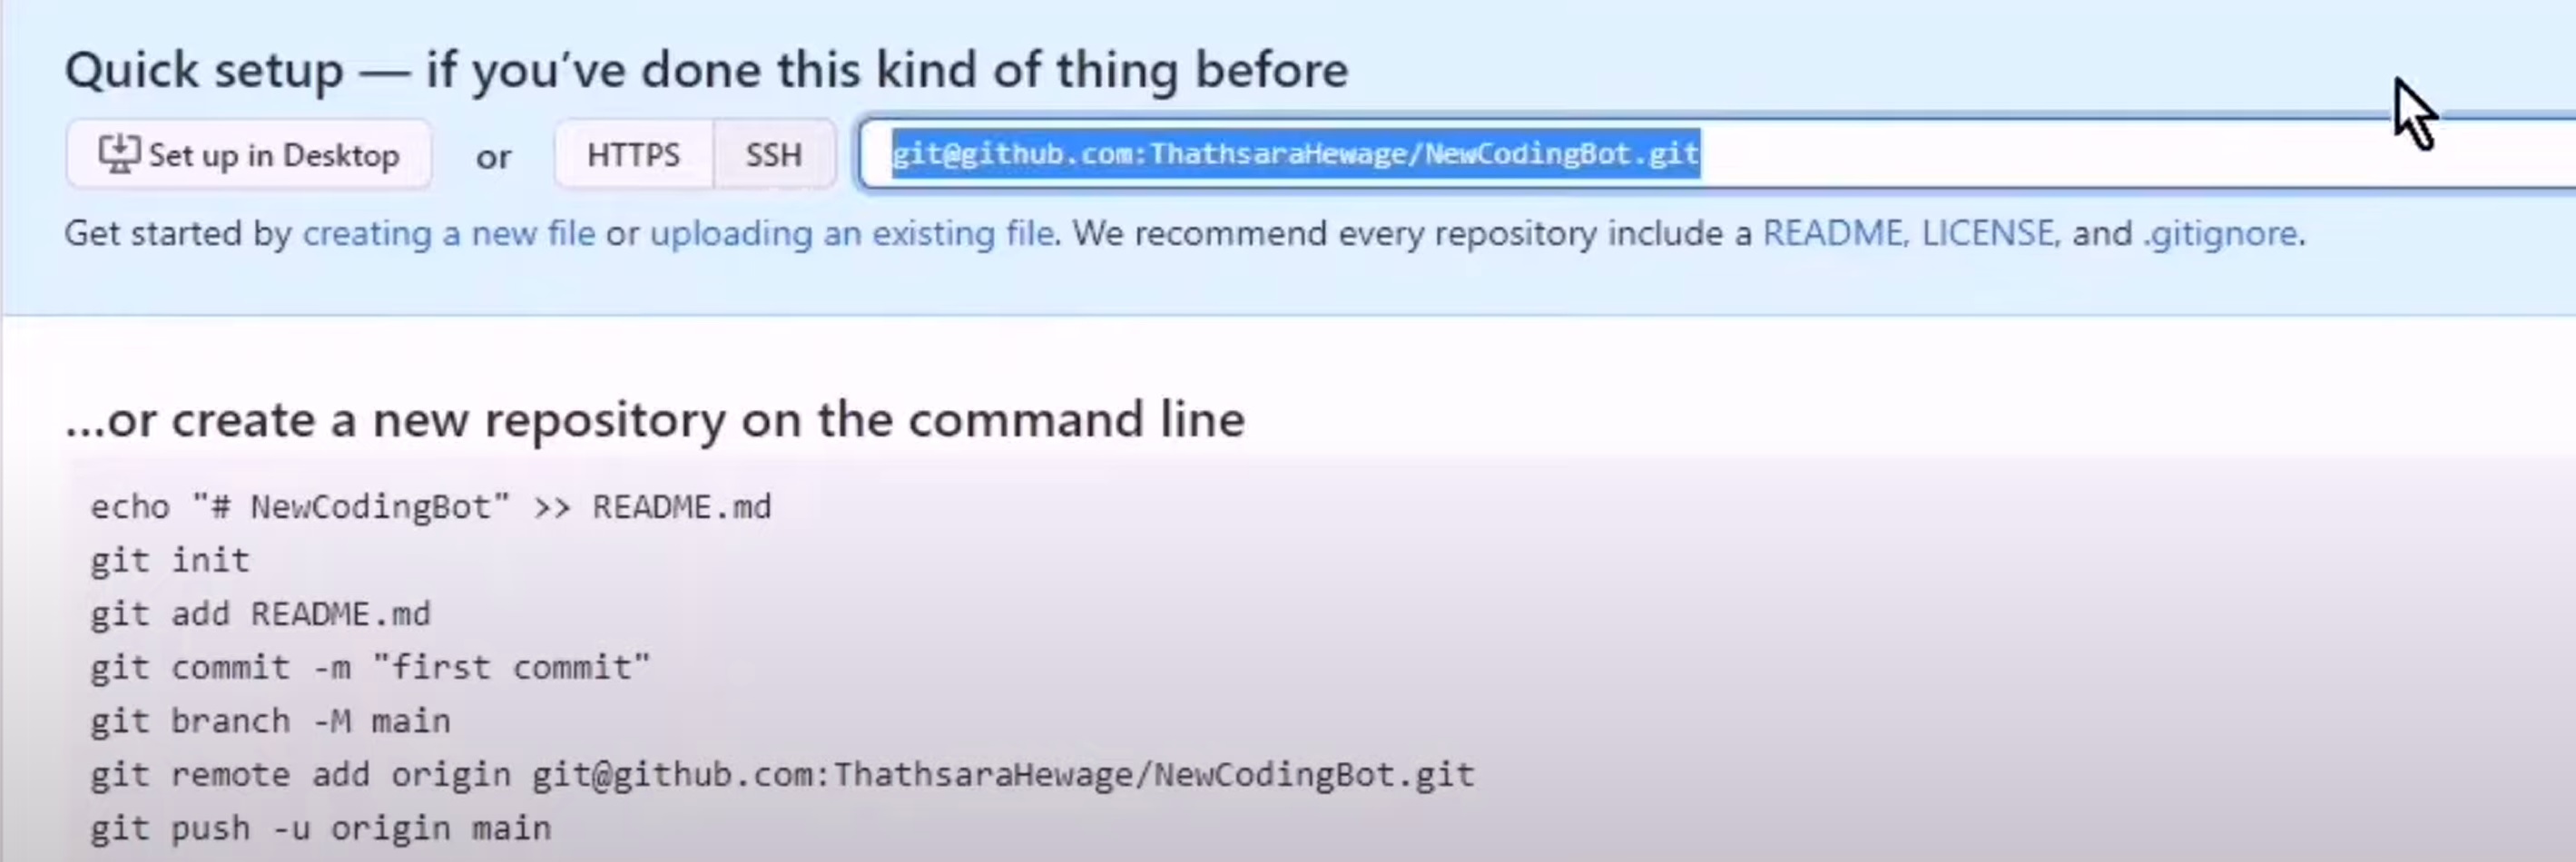 Quick setup — if you've done this kind of thing before
Set up in Desktop or HTTPS SSH git@github.com:ThathsaraHewage/NewCodingBot.git
Get started by creating a new file or uploading an existing file. We recommend every repository include a README, LICENSE, and .gitignore.
...or create a new repository on the command line
echo "# NewCodingBot" >> README.md
git init
git add README.md
git commit -m "first commit"
git branch -M main
git remote add origin git@github.com:ThathsaraHewage/NewCodingBot.git
git push -u origin main